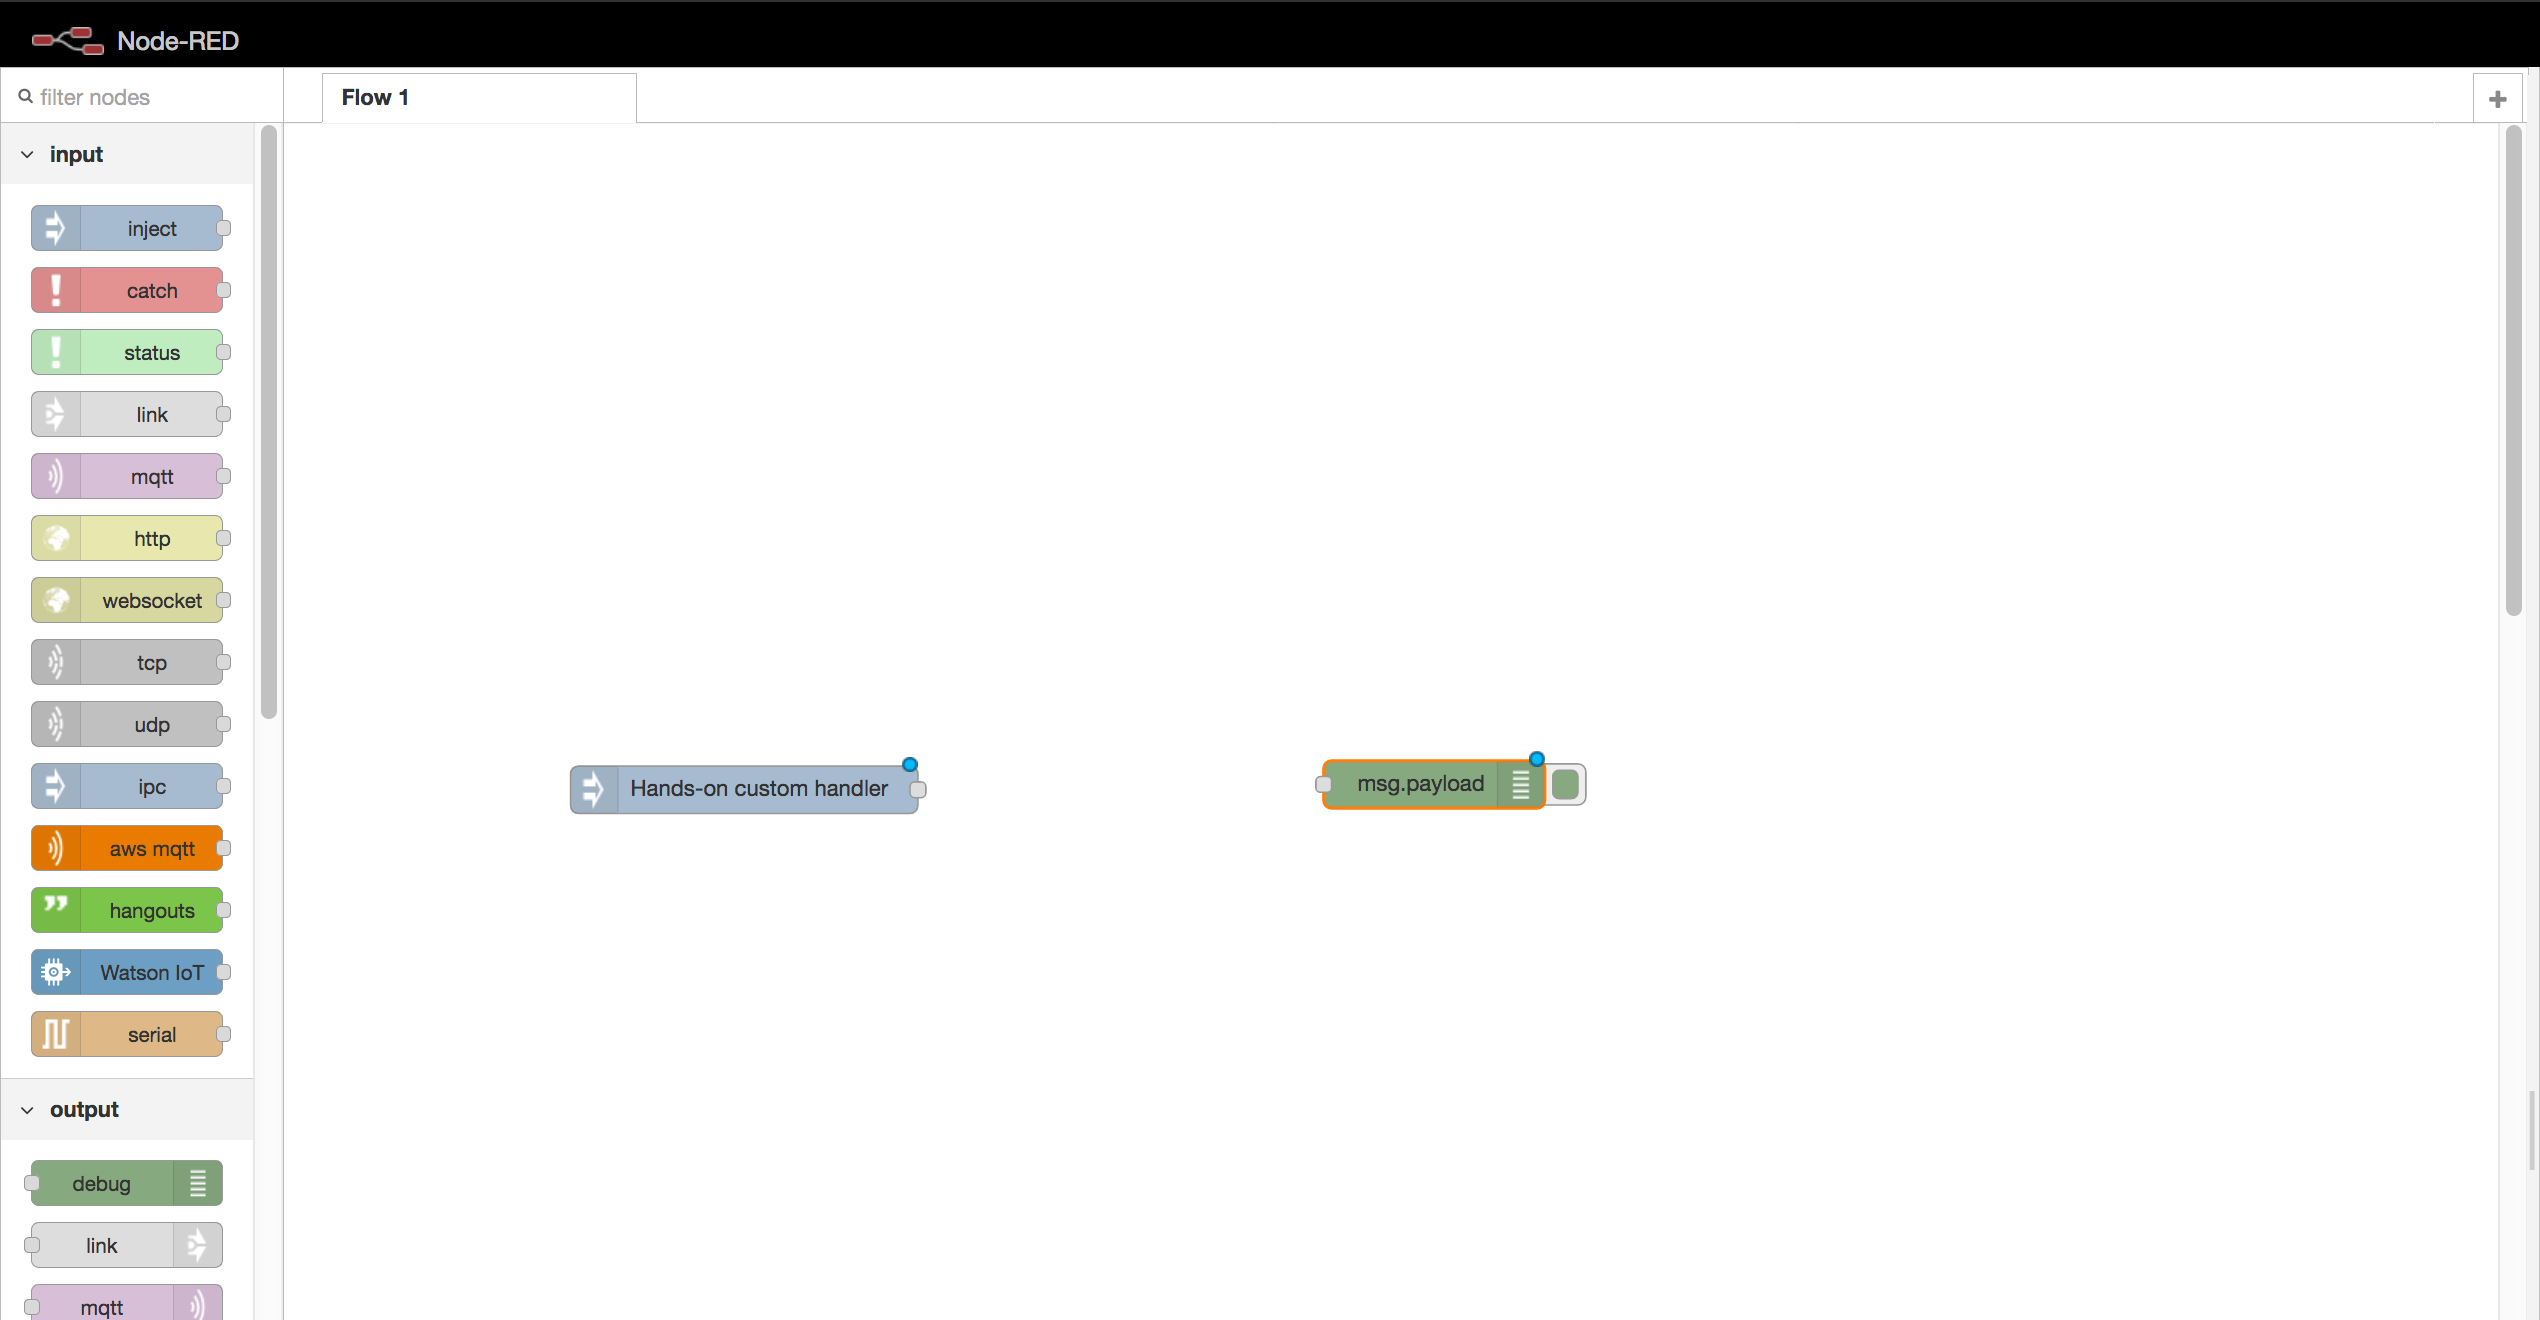 Node-RED
filter nodes
Flow 1
input
inject
catch
status
link
mqtt
http
websocket
tcp
udp
ipc
aws mqtt
hangouts
Watson IoT
serial
output
debug
link
mqtt
Hands-on custom handler
msg.payload